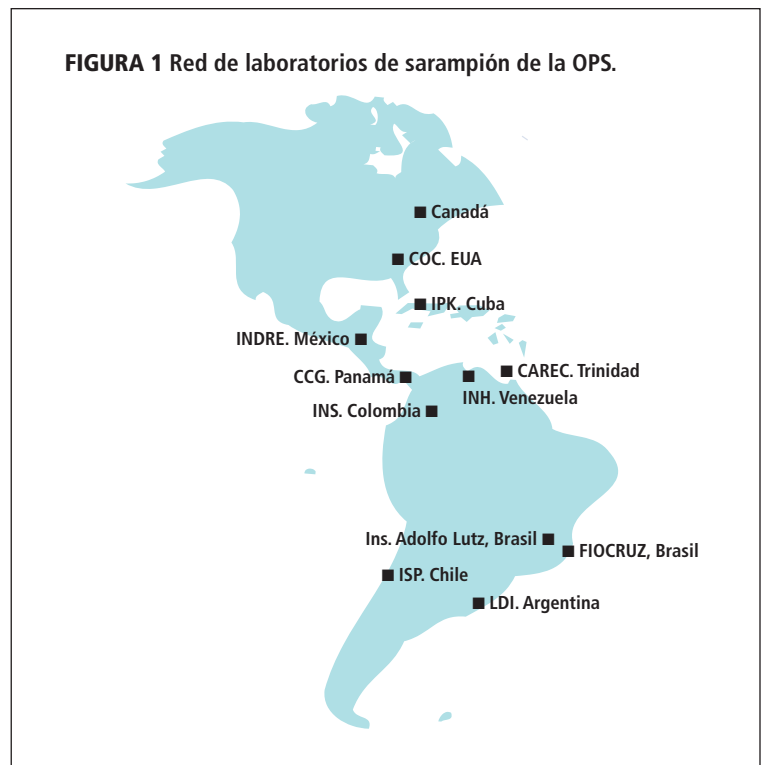 FIGURA 1 Red de laboratorios de sarampión de la OPS.
Canadá
COC. EUA
IPK. Cuba
INDRE. México
CAREC. Trinidad
CCG. Panamá
INH. Venezuela
INS. Colombia
Ins. Adolfo Lutz, Brasil
FIOCRUZ, Brasil
ISP. Chile
LDI. Argentina